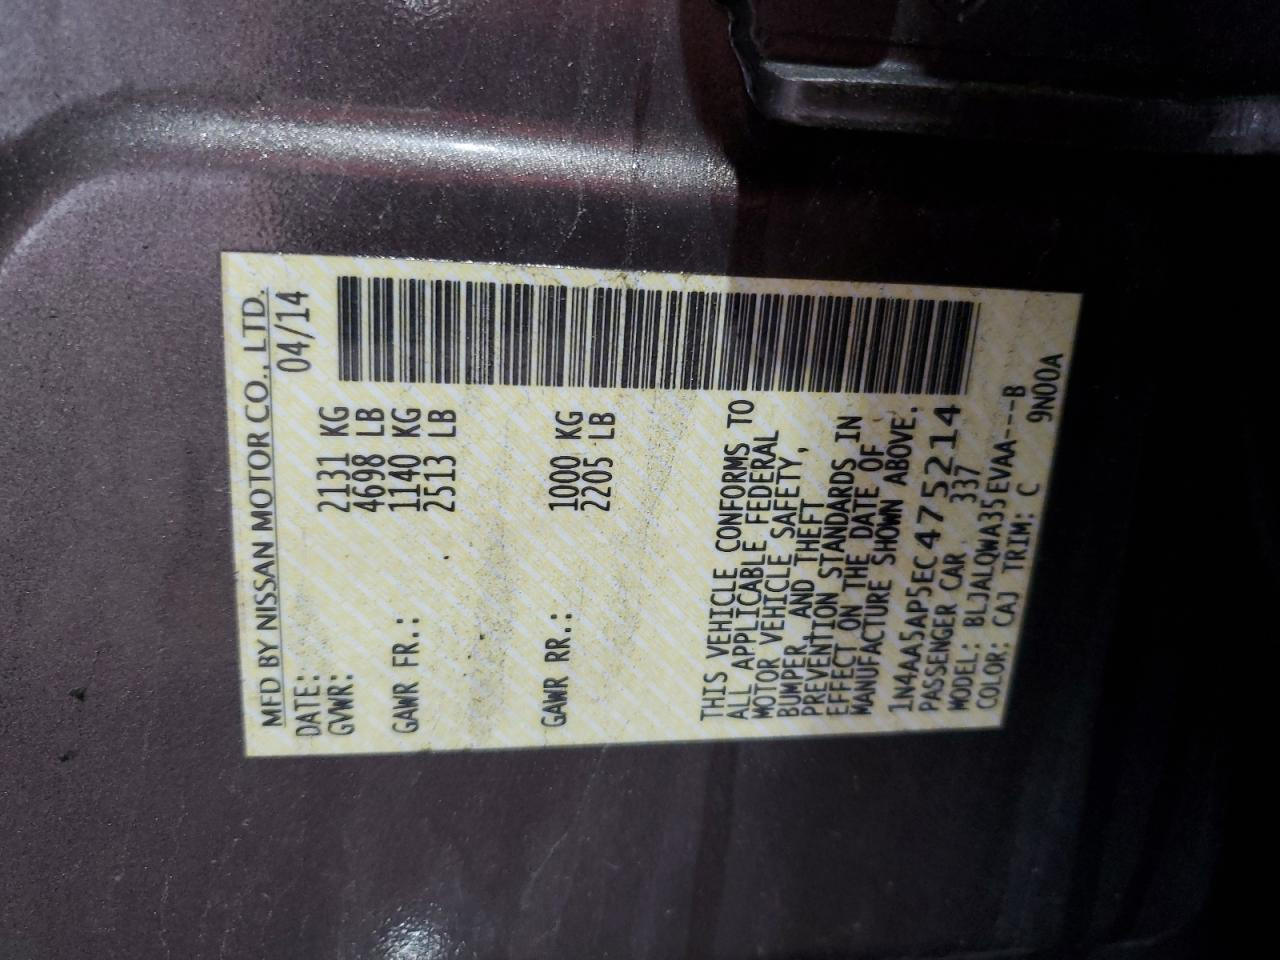 MFD BY NISSAN MOTOR CO., LTD.
DATE: 04/14
GVWR: 2131 KG
4698 LB
GAWR FR.: 1140 KG
2513 LB
GAWR RR.: 1000 KG
2205 LB
THIS VEHICLE CONFORMS TO
ALL APPLICABLE FEDERAL
MOTOR VEHICLE SAFETY,
BUMPER, AND THEFT
PREVENTION STANDARDS IN
EFFECT ON THE DATE OF
MANUFACTURE SHOWN ABOVE.
1N4AA5AP5EC475214
PASSENGER CAR 337
MODEL: BLJALQWA35EVAA---B
COLOR: CAJ TRIM: C 9N00A